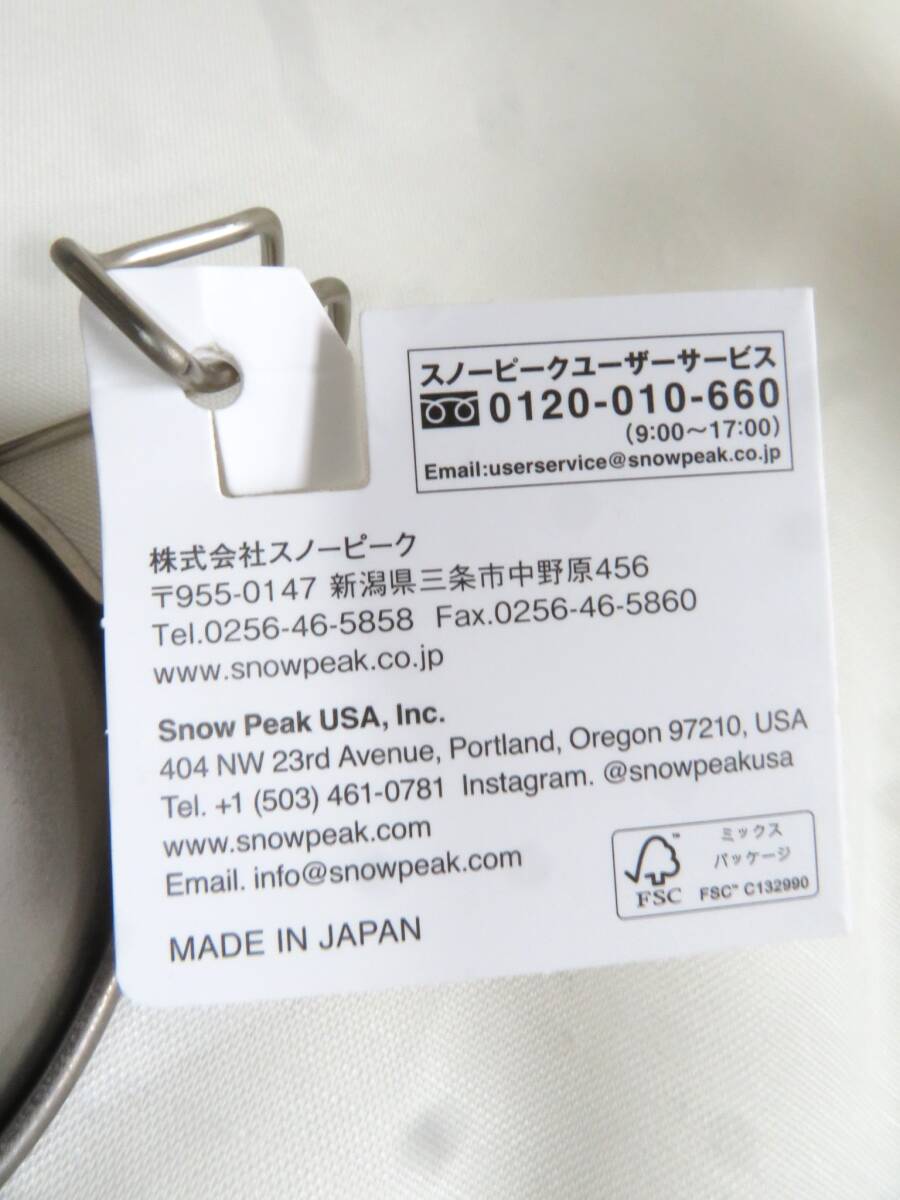 スノーピークユーザーサービス
0120-010-660
(9:00〜17:00)
Email:userservice@snowpeak.co.jp
株式会社スノーピーク
〒955-0147 新潟県三条市中野原456
Tel.0256-46-5858 Fax.0256-46-5860
www.snowpeak.co.jp
Snow Peak USA, Inc.
404 NW 23rd Avenue, Portland, Oregon 97210, USA
Tel. +1 (503) 461-0781 Instagram. @snowpeakusa
www.snowpeak.com
Email. info@snowpeak.com
MADE IN JAPAN
ミックス
パッケージ
FSC™ C132990
FSC™